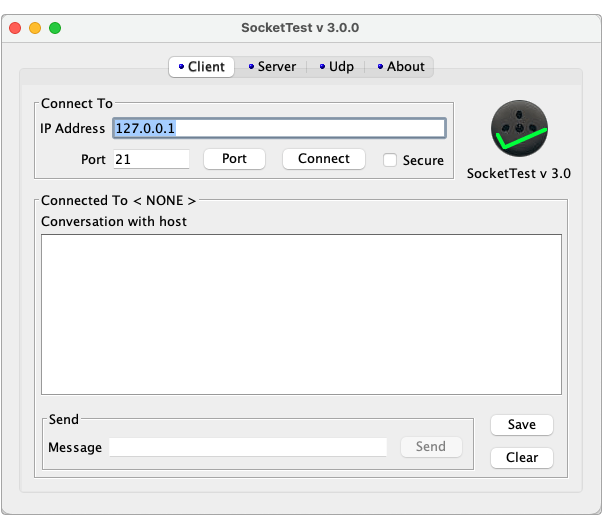 SocketTest v 3.0.0
Client Server Udp About
Connect To
IP Address 127.0.0.1
Port 21 Port Connect Secure
SocketTest v 3.0
Connected To < NONE >
Conversation with host
Send
Message Send
Save
Clear